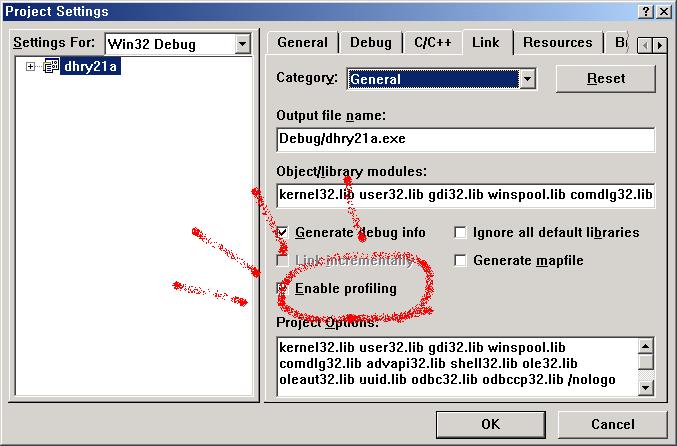 Project Settings
Settings For: Win32 Debug
dhry21a
General Debug C/C++ Link Resources
Category: General
Reset
Output file name:
Debug/dhry21a.exe
Object/library modules:
kernel32.lib user32.lib gdi32.lib winspool.lib comdlg32.lib
Generate debug info
Ignore all default libraries
Link incrementally
Generate mapfile
Enable profiling
Project Options:
kernel32.lib user32.lib gdi32.lib winspool.lib
comdlg32.lib advapi32.lib shell32.lib ole32.lib
oleaut32.lib uuid.lib odbc32.lib odbccp32.lib /nologo
OK
Cancel